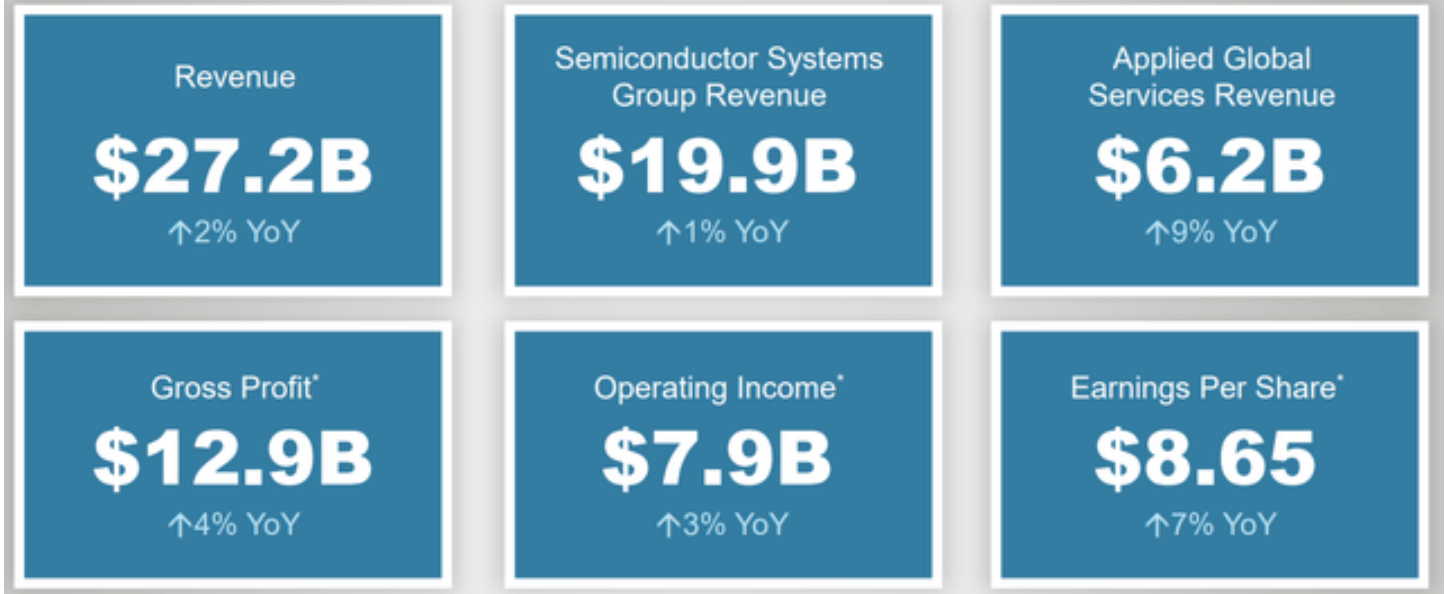 Revenue
$27.2B
↑2% YoY
Semiconductor Systems
Group Revenue
$19.9B
↑1% YoY
Applied Global
Services Revenue
$6.2B
↑9% YoY
Gross Profit*
$12.9B
↑4% YoY
Operating Income*
$7.9B
↑3% YoY
Earnings Per Share*
$8.65
↑7% YoY